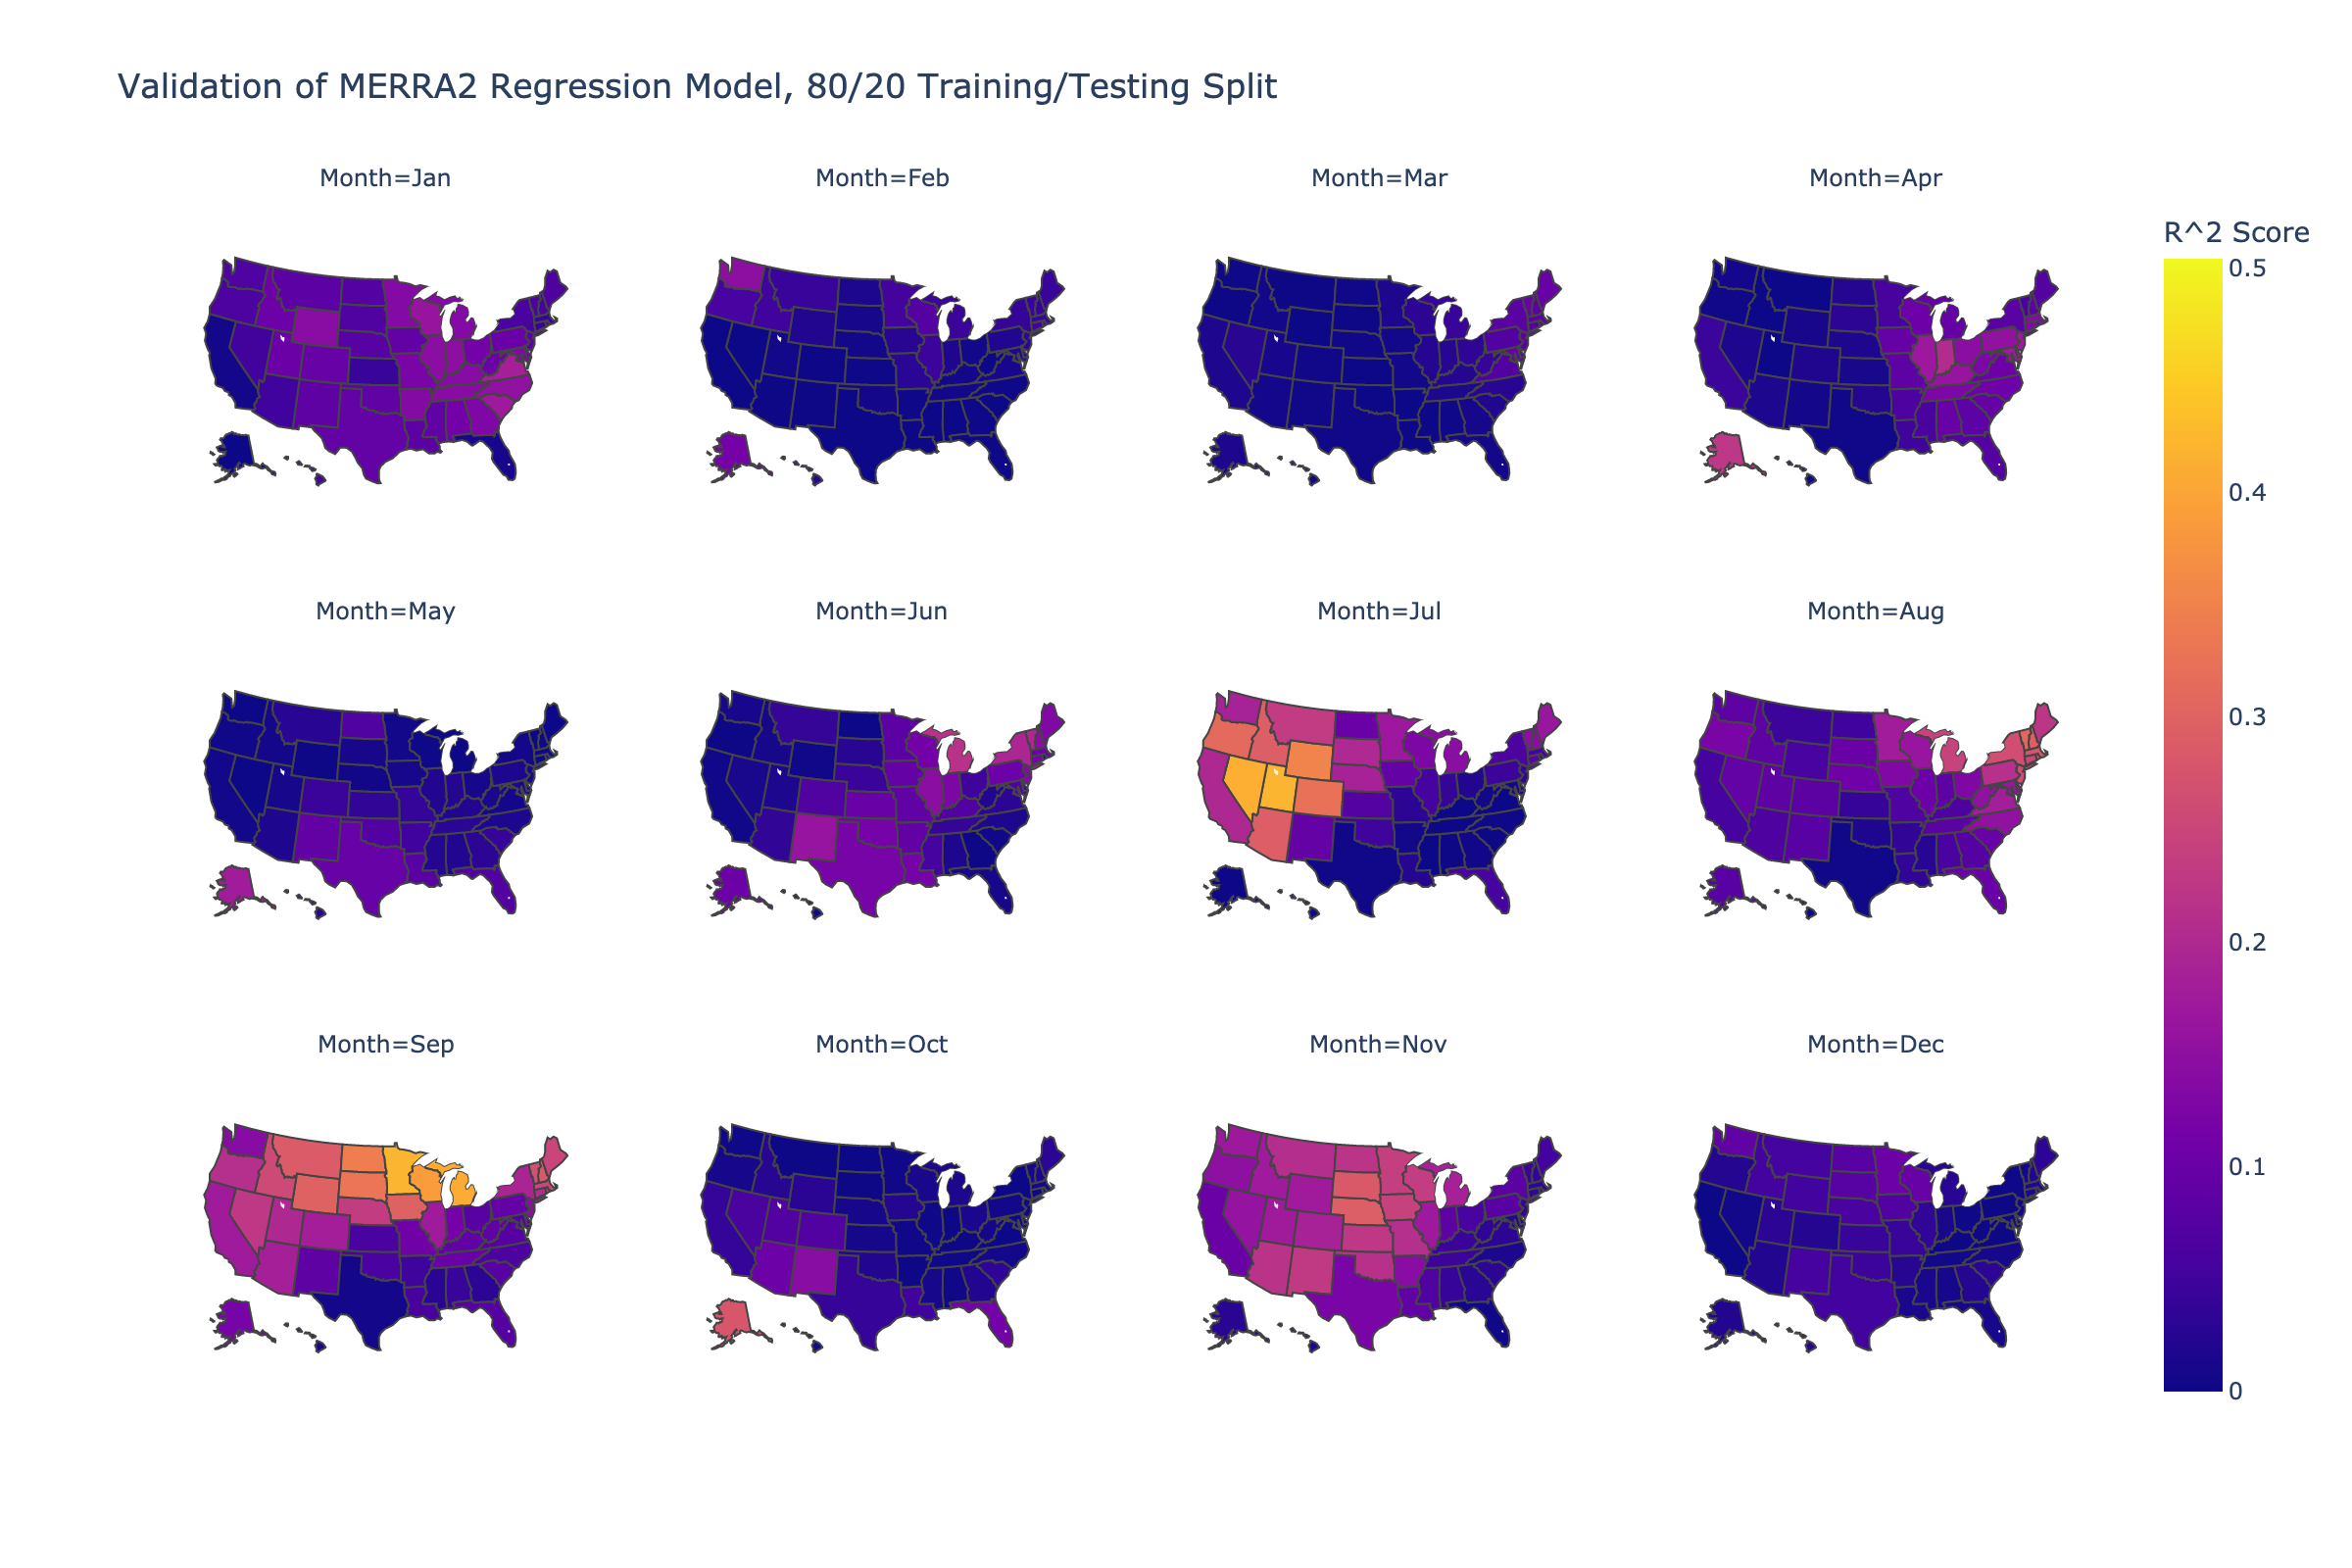 Validation of MERRA2 Regression Model, 80/20 Training/Testing Split
Month=Jan
Month=Feb
Month=Mar
Month=Apr
R^2 Score
0.5
0.4
0.3
0.2
0.1
0
Month=May
Month=Jun
Month=Jul
Month=Aug
Month=Sep
Month=Oct
Month=Nov
Month=Dec